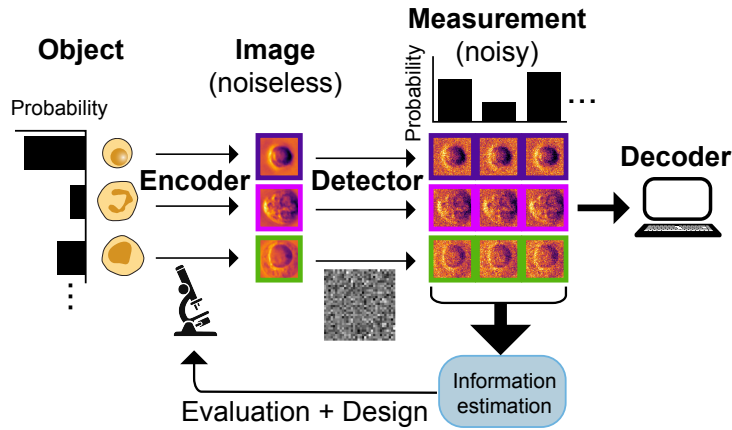 Object
Image
(noiseless)
Measurement
(noisy)
Probability
Probability
...
Encoder
Detector
Decoder
...
Information
estimation
Evaluation + Design